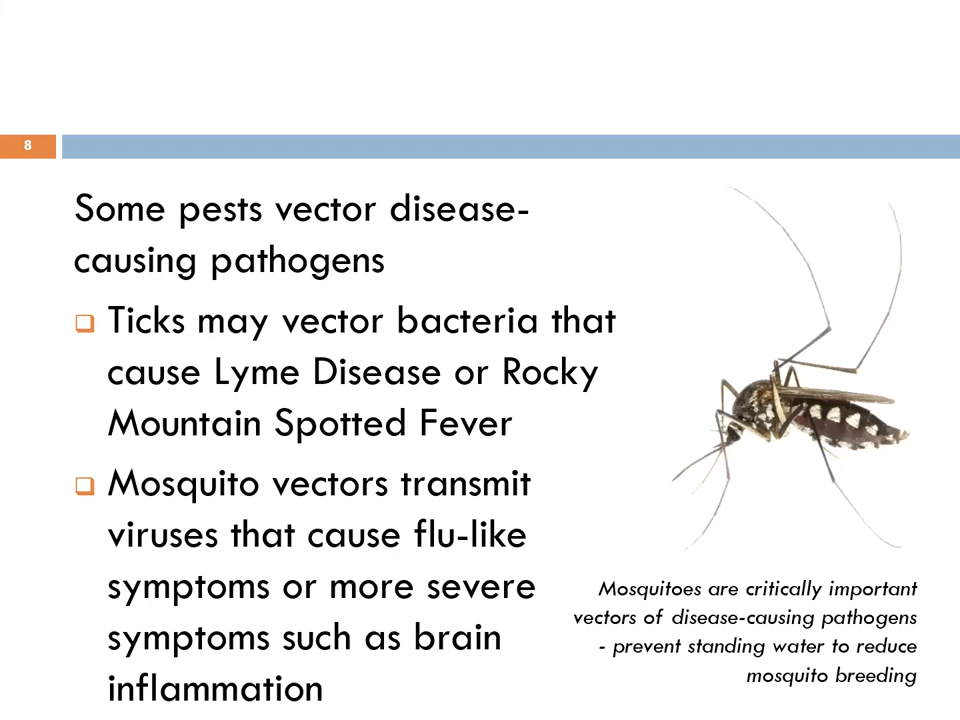 8
Some pests vector disease-
causing pathogens
Ticks may vector bacteria that
cause Lyme Disease or Rocky
Mountain Spotted Fever
Mosquito vectors transmit
viruses that cause flu-like
symptoms or more severe
symptoms such as brain
inflammation
Mosquitoes are critically important
vectors of disease-causing pathogens
- prevent standing water to reduce
mosquito breeding